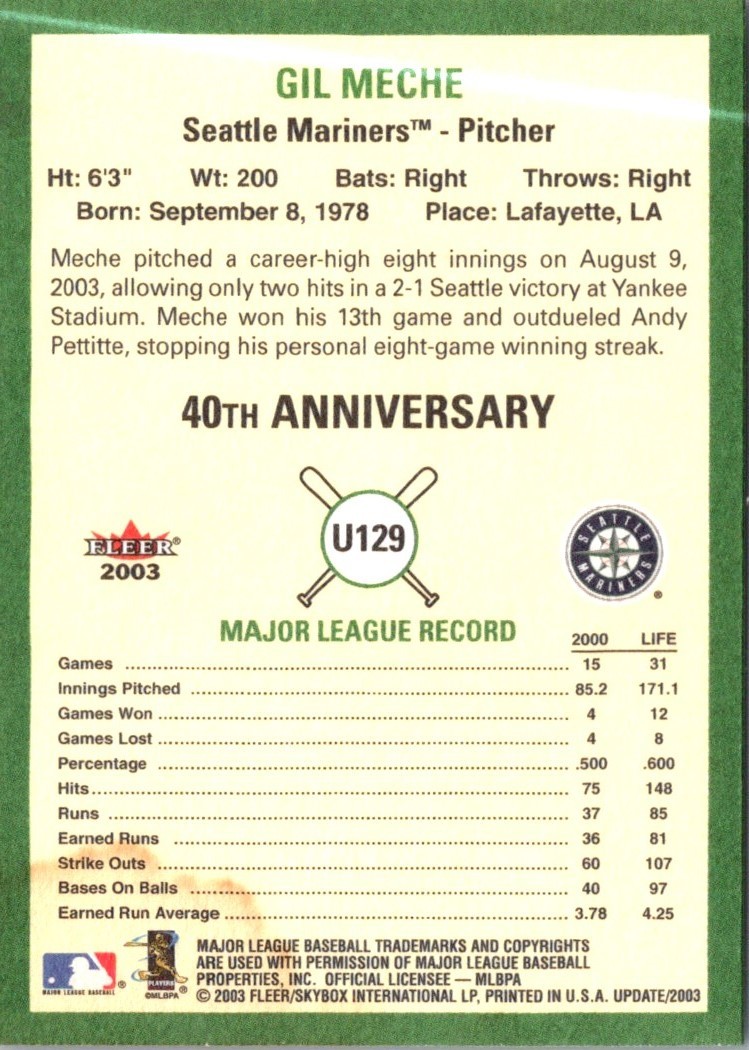 GIL MECHE
Seattle Mariners™ - Pitcher
Ht: 6'3" Wt: 200 Bats: Right Throws: Right
Born: September 8, 1978 Place: Lafayette, LA
Meche pitched a career-high eight innings on August 9,
2003, allowing only two hits in a 2-1 Seattle victory at Yankee
Stadium. Meche won his 13th game and outdueled Andy
Pettitte, stopping his personal eight-game winning streak.
40TH ANNIVERSARY
FLEER®
2003
U129
SEATTLE MARINERS ®
MAJOR LEAGUE RECORD 2000 LIFE
Games 15 31
Innings Pitched 85.2 171.1
Games Won 4 12
Games Lost 4 8
Percentage .500 .600
Hits 75 148
Runs 37 85
Earned Runs 36 81
Strike Outs 60 107
Bases On Balls 40 97
Earned Run Average 3.78 4.25
MAJOR LEAGUE BASEBALL ®
PLAYERS ®
©MLBPA
MAJOR LEAGUE BASEBALL TRADEMARKS AND COPYRIGHTS
ARE USED WITH PERMISSION OF MAJOR LEAGUE BASEBALL
PROPERTIES, INC. OFFICIAL LICENSEE — MLBPA
© 2003 FLEER/SKYBOX INTERNATIONAL LP, PRINTED IN U.S.A. UPDATE/2003